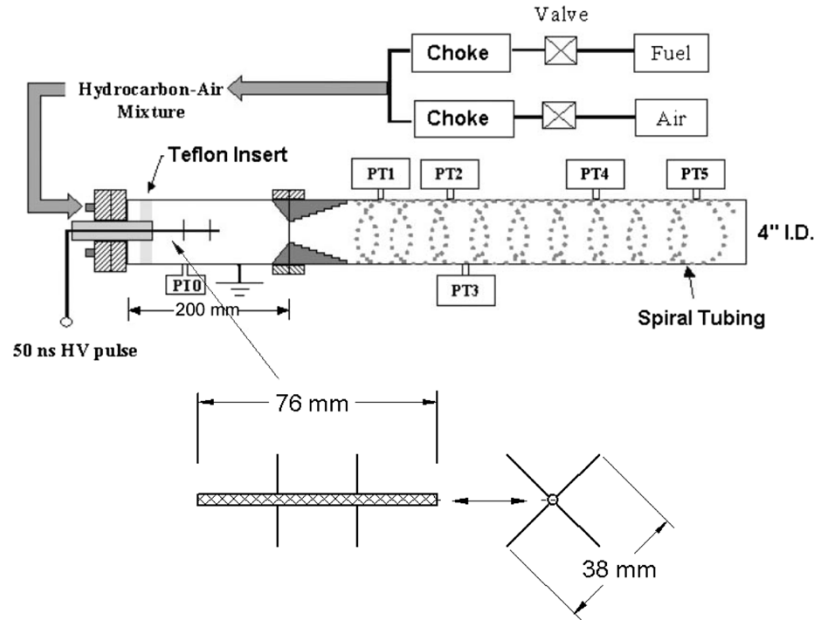 Valve
Choke
Fuel
Hydrocarbon-Air
Mixture
Choke
Air
Teflon Insert
PT1
PT2
PT4
PT5
4" I.D.
PT0
PT3
200 mm
Spiral Tubing
50 ns HV pulse
76 mm
38 mm